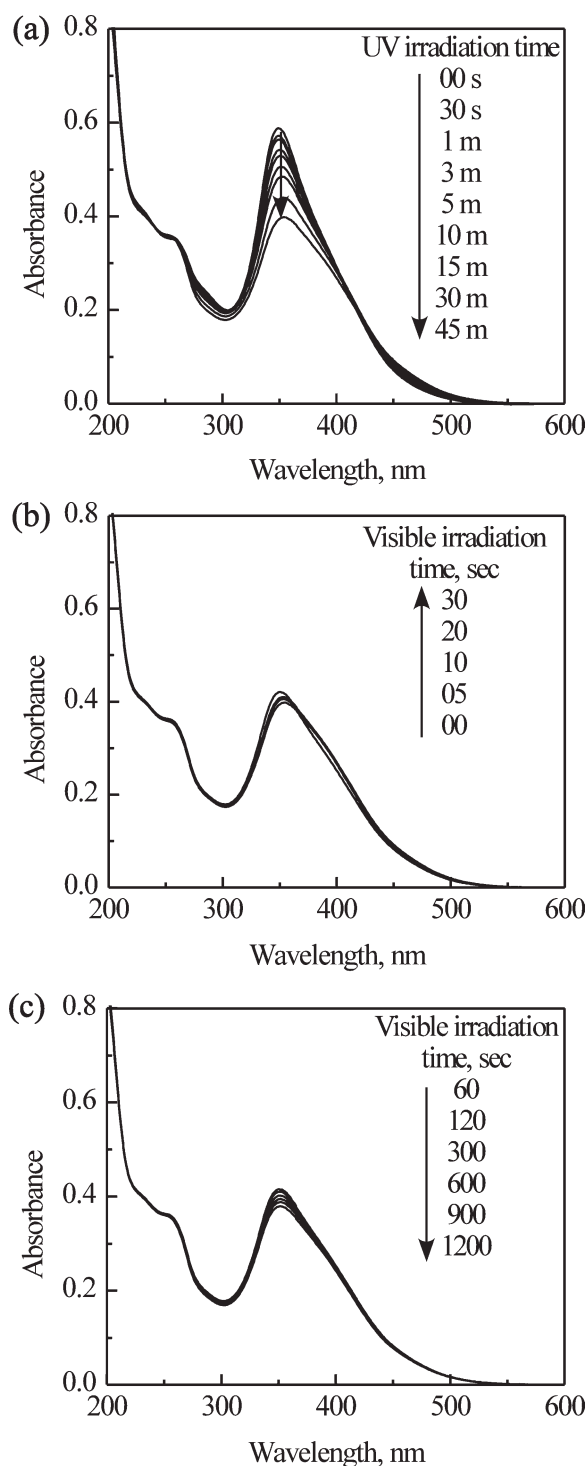 (a)
0.8
0.6
0.4
0.2
0.0
Absorbance
UV irradiation time
00 s
30 s
1 m
3 m
5 m
10 m
15 m
30 m
45 m
200 300 400 500 600
Wavelength, nm
(b)
0.8
0.6
0.4
0.2
0.0
Absorbance
Visible irradiation
time, sec
30
20
10
05
00
200 300 400 500 600
Wavelength, nm
(c)
0.8
0.6
0.4
0.2
0.0
Absorbance
Visible irradiation
time, sec
60
120
300
600
900
1200
200 300 400 500 600
Wavelength, nm